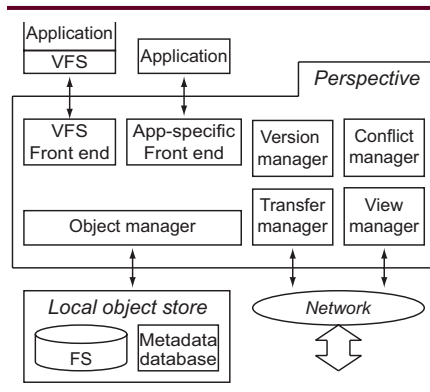 Application
VFS
Application
Perspective
VFS
Front end
App-specific
Front end
Version
manager
Conflict
manager
Object manager
Transfer
manager
View
manager
Local object store
FS
Metadata
database
Network